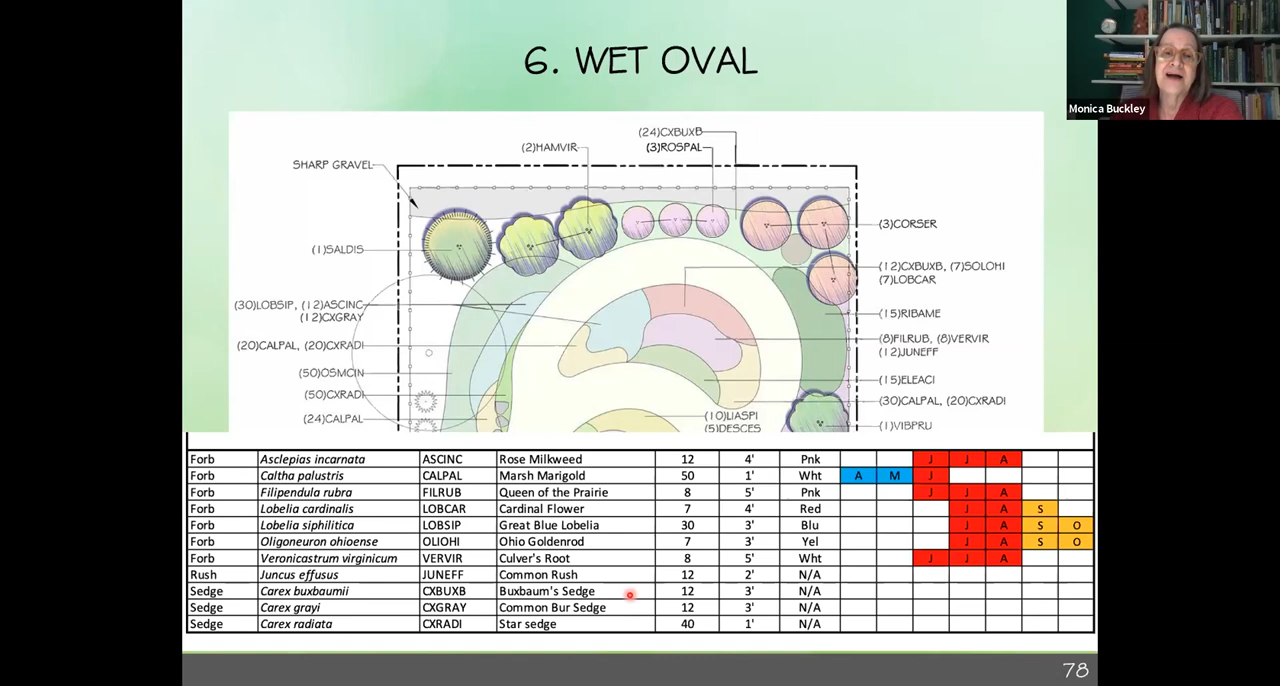 6. WET OVAL
Monica Buckley
(24)CXBUXB
(2)HAMVIR
(3)ROSPAL
SHARP GRAVEL
(3)CORSER
(1)SALDIS
(12)CXBUXB, (7)SOLOHI
(7)LOBCAR
(30)LOBSIP, (12)ASCINC
(12)CXGRAY
(15)RIBAME
(20)CALPAL, (20)CXRADI
(8)FILRUB, (8)VERVIR
(12)JUNEFF
(50)OSMCIN
(15)ELEACI
(50)CXRADI
(30)CALPAL, (20)CXRADI
(24)CALPAL
(10)LIASPI
(5)DESCES
(1)VIBPRU
Forb Asclepias incarnata ASCINC Rose Milkweed 12 4' Pnk J J A
Forb Caltha palustris CALPAL Marsh Marigold 50 1' Wht A M J
Forb Filipendula rubra FILRUB Queen of the Prairie 8 5' Pnk J J A
Forb Lobelia cardinalis LOBCAR Cardinal Flower 7 4' Red J A S
Forb Lobelia siphilitica LOBSIP Great Blue Lobelia 30 3' Blu J A S O
Forb Oligoneuron ohioense OLIOHI Ohio Goldenrod 7 3' Yel J A S O
Forb Veronicastrum virginicum VERVIR Culver's Root 8 5' Wht J J A
Rush Juncus effusus JUNEFF Common Rush 12 2' N/A
Sedge Carex buxbaumii CXBUXB Buxbaum's Sedge 12 3' N/A
Sedge Carex grayi CXGRAY Common Bur Sedge 12 3' N/A
Sedge Carex radiata CXRADI Star sedge 40 1' N/A
78